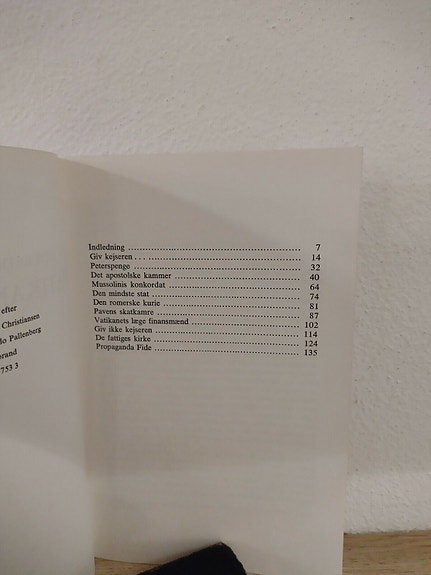 efter
Christiansen
lo Pallenberg
brand
753 3
Indledning 7
Giv kejseren . . . 14
Peterspenge 32
Det apostolske kammer 40
Mussolinis konkordat 64
Den mindste stat 74
Den romerske kurie 81
Pavens skatkamre 87
Vatikanets læge finansmænd 102
Giv ikke kejseren 114
De fattiges kirke 124
Propaganda Fide 135